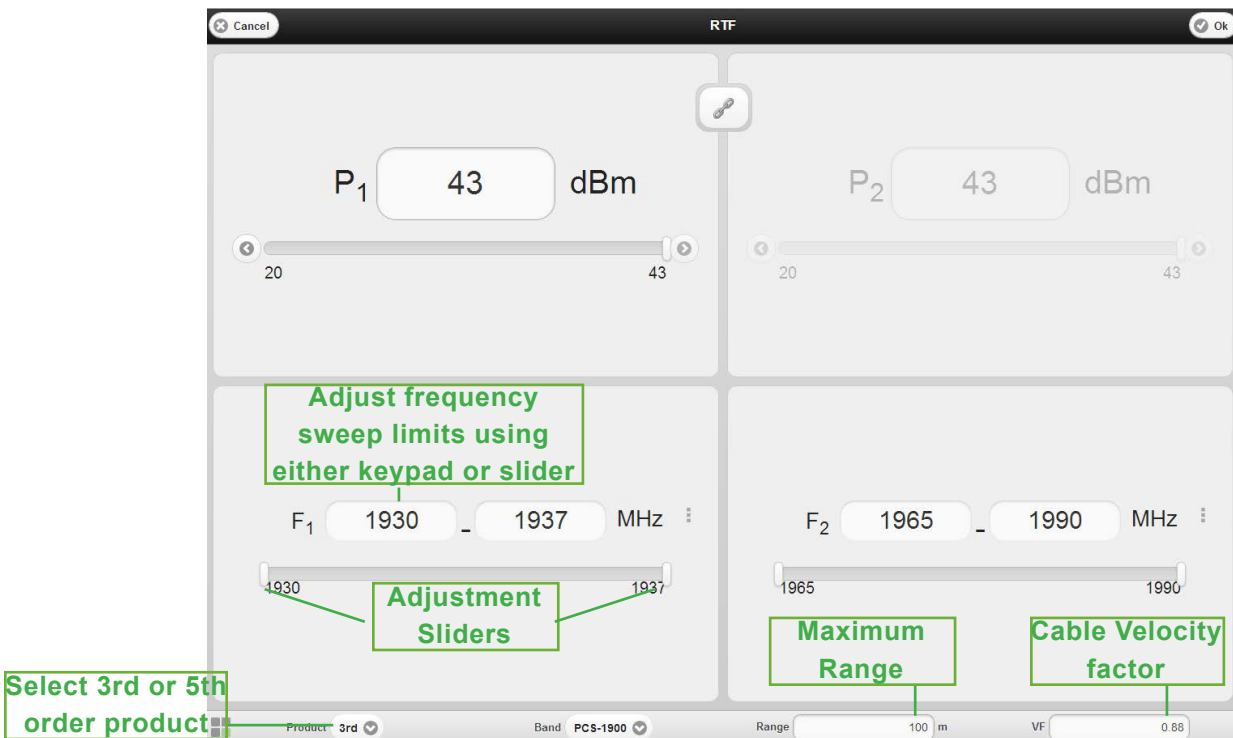 Cancel
RTF
Ok
P1 43 dBm
20 43
P2 43 dBm
20 43
Adjust frequency
sweep limits using
either keypad or slider
F1 1930 - 1937 MHz
1930 1937
Adjustment
Sliders
F2 1965 - 1990 MHz
1965 1990
Maximum
Range
Cable Velocity
factor
Select 3rd or 5th
order product
Product 3rd
Band PCS-1900
Range 100 m
VF 0.88